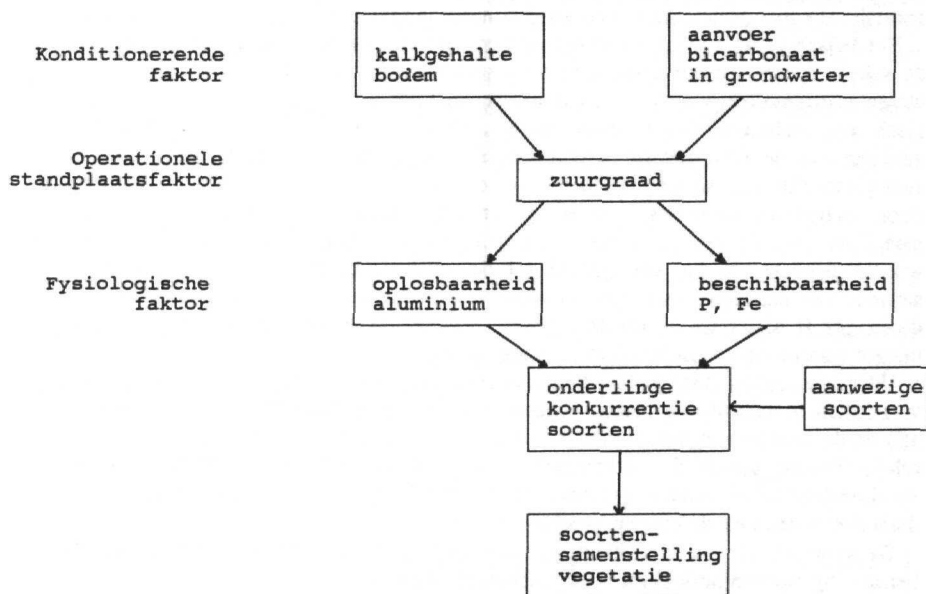 Konditionerende
faktor
kalkgehalte
bodem
aanvoer
bicarbonaat
in grondwater
Operationele
standplaatsfaktor
zuurgraad
Fysiologische
faktor
oplosbaarheid
aluminium
beschikbaarheid
P, Fe
onderlinge
konkurrentie
soorten
aanwezige
soorten
soorten-
samenstelling
vegetatie